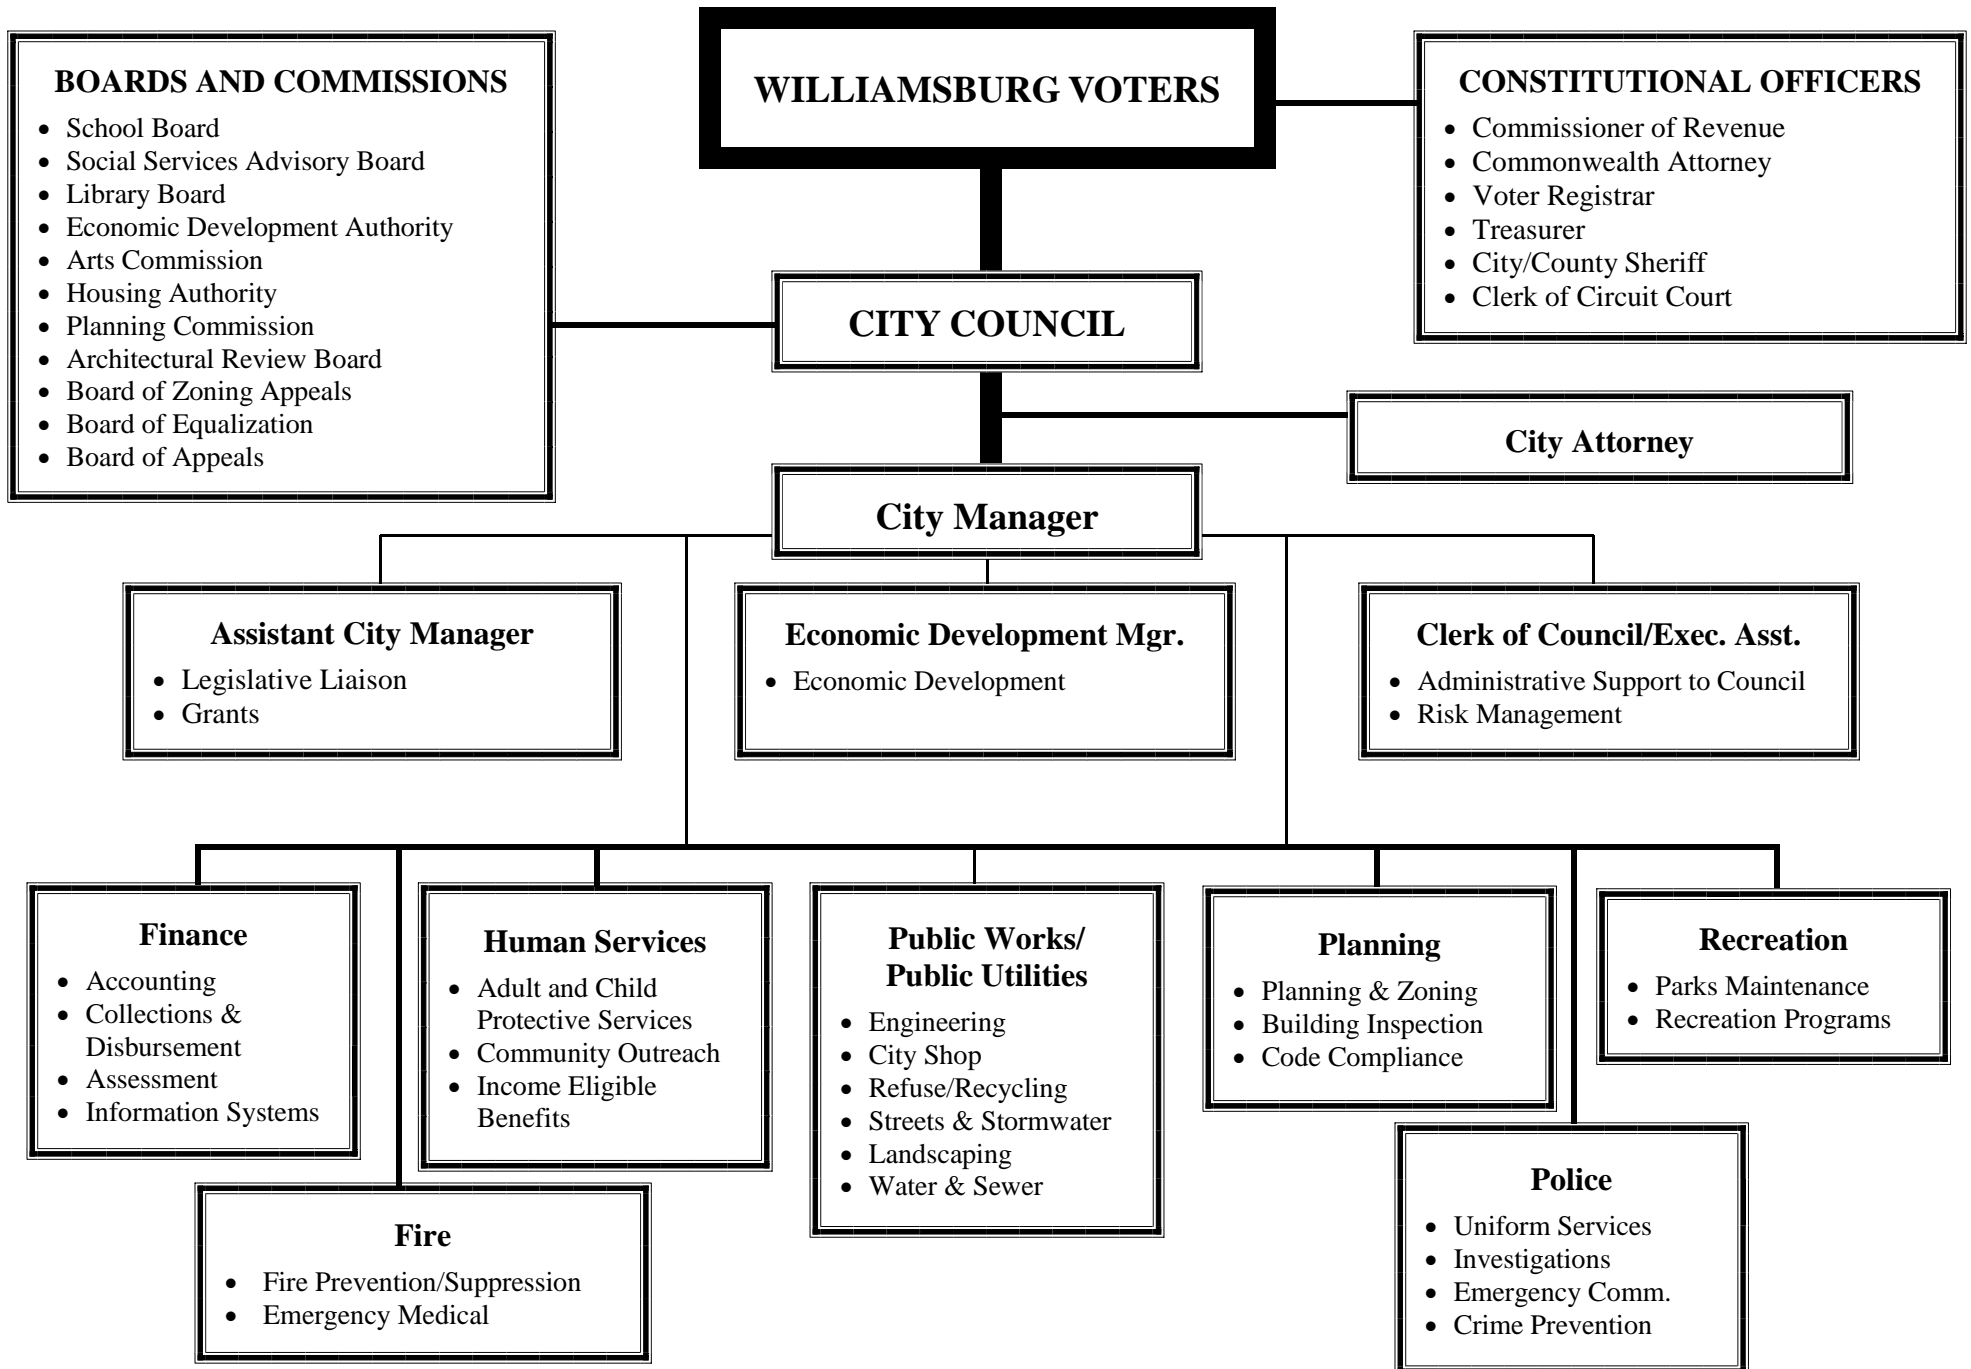 BOARDS AND COMMISSIONS
• School Board
• Social Services Advisory Board
• Library Board
• Economic Development Authority
• Arts Commission
• Housing Authority
• Planning Commission
• Architectural Review Board
• Board of Zoning Appeals
• Board of Equalization
• Board of Appeals
WILLIAMSBURG VOTERS
CONSTITUTIONAL OFFICERS
• Commissioner of Revenue
• Commonwealth Attorney
• Voter Registrar
• Treasurer
• City/County Sheriff
• Clerk of Circuit Court
CITY COUNCIL
City Attorney
City Manager
Assistant City Manager
• Legislative Liaison
• Grants
Economic Development Mgr.
• Economic Development
Clerk of Council/Exec. Asst.
• Administrative Support to Council
• Risk Management
Finance
• Accounting
• Collections &
Disbursement
• Assessment
• Information Systems
Human Services
• Adult and Child
Protective Services
• Community Outreach
• Income Eligible
Benefits
Public Works/
Public Utilities
• Engineering
• City Shop
• Refuse/Recycling
• Streets & Stormwater
• Landscaping
• Water & Sewer
Planning
• Planning & Zoning
• Building Inspection
• Code Compliance
Recreation
• Parks Maintenance
• Recreation Programs
Fire
• Fire Prevention/Suppression
• Emergency Medical
Police
• Uniform Services
• Investigations
• Emergency Comm.
• Crime Prevention